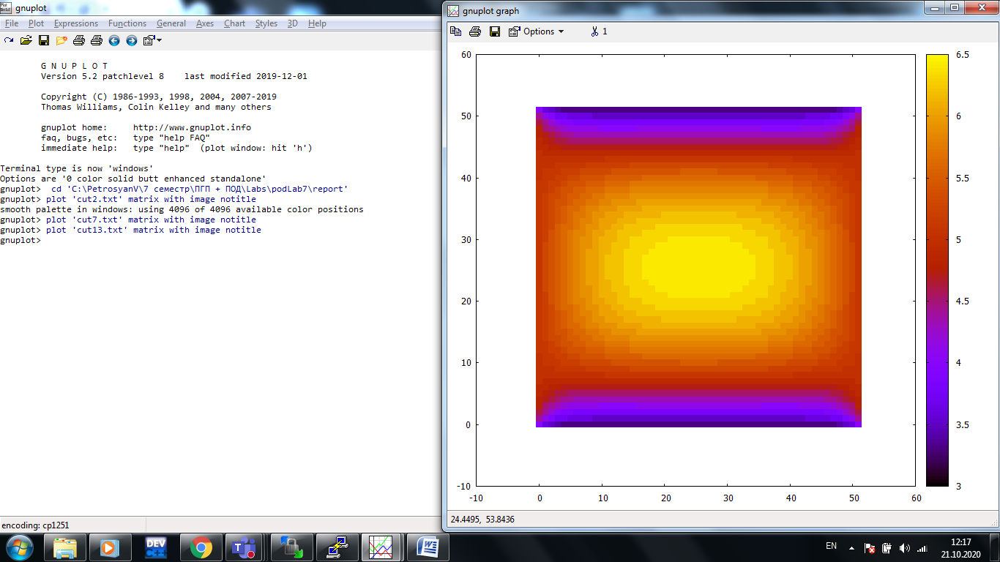 gnuplot
File Plot Expressions Functions General Axes Chart Styles 3D Help
G N U P L O T
Version 5.2 patchlevel 8 last modified 2019-12-01
Copyright (C) 1986-1993, 1998, 2004, 2007-2019
Thomas Williams, Colin Kelley and many others
gnuplot home: http://www.gnuplot.info
faq, bugs, etc: type "help FAQ"
immediate help: type "help" (plot window: hit 'h')
Terminal type is now 'windows'
Options are '0 color solid butt enhanced standalone'
gnuplot> cd 'C:\PetrosyanV\7 семестр\ПГП + ПОД\Labs\podLab7\report'
gnuplot> plot 'cut2.txt' matrix with image notitle
smooth palette in windows: using 4096 of 4096 available color positions
gnuplot> plot 'cut7.txt' matrix with image notitle
gnuplot> plot 'cut13.txt' matrix with image notitle
gnuplot>
encoding: cp1251
gnuplot graph
Options 1
60
50
40
30
20
10
0
-10
-10 0 10 20 30 40 50 60
6.5
6
5.5
5
4.5
4
3.5
3
24.4495, 53.8436
DEV
C++
T
W
EN
12:17
21.10.2020